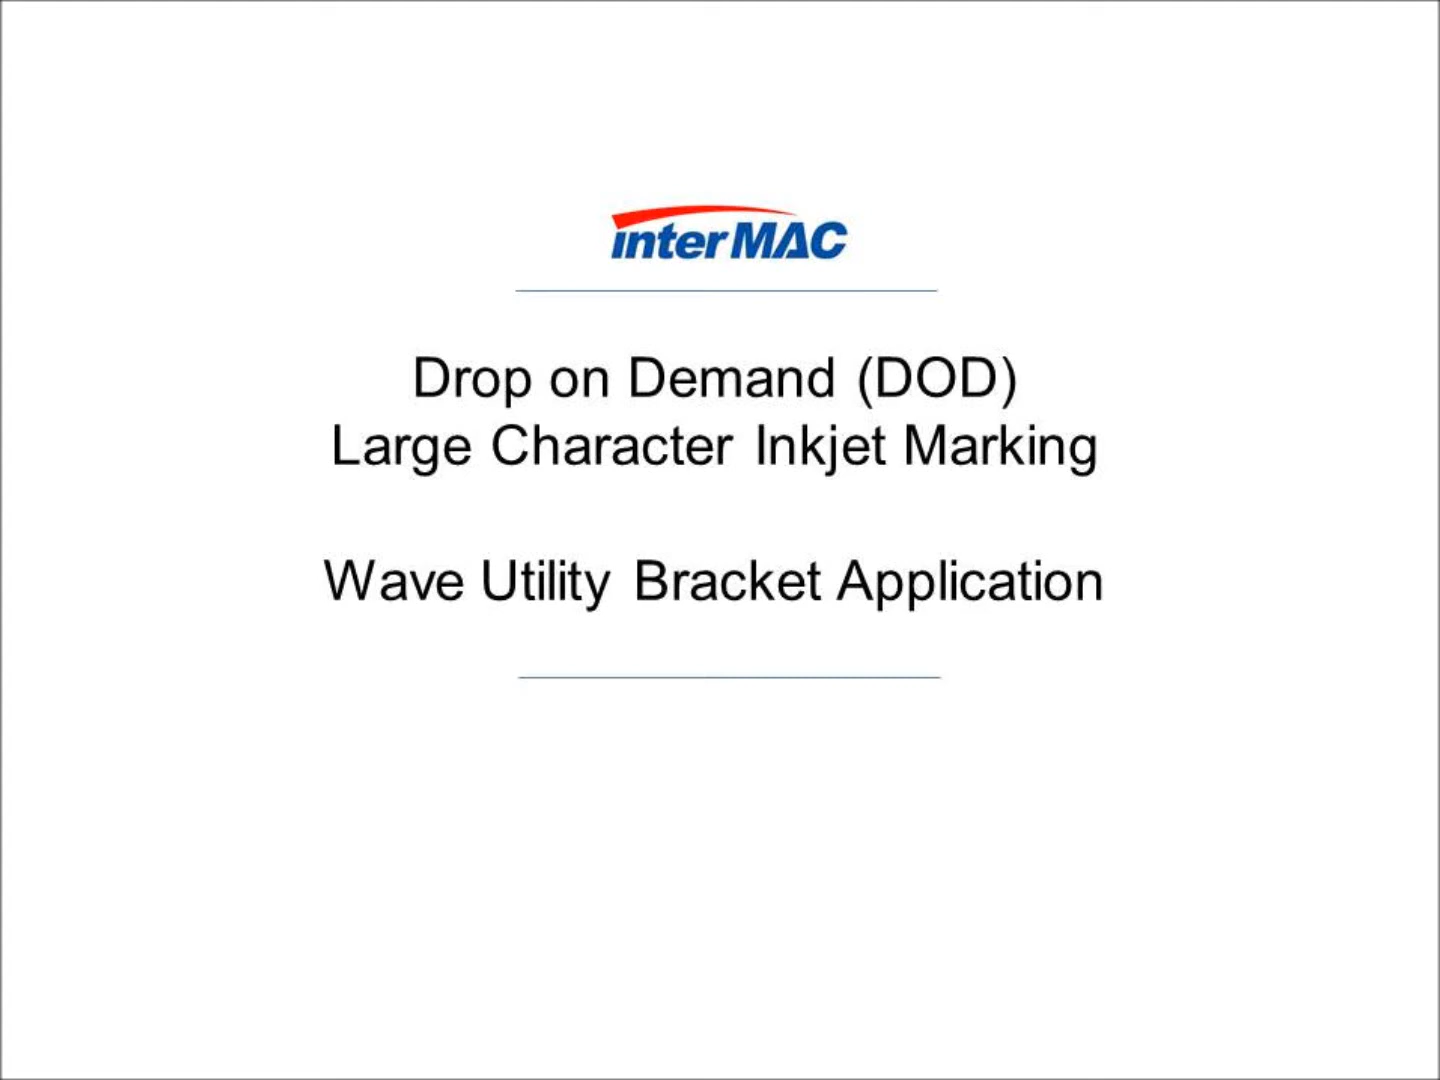 interMAC
Drop on Demand (DOD)
Large Character Inkjet Marking
Wave Utility Bracket Application